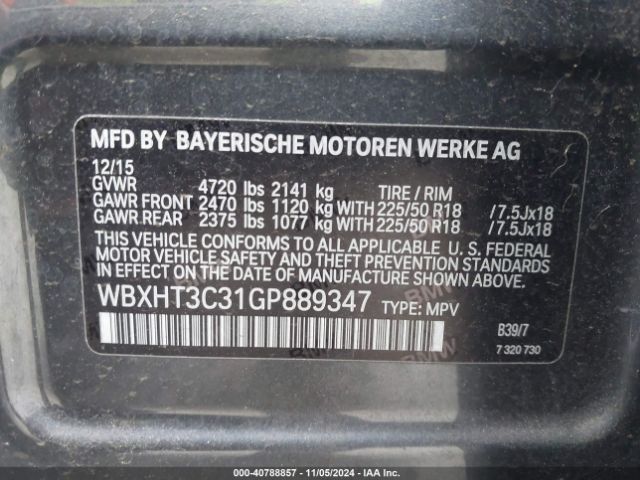 MFD BY BAYERISCHE MOTOREN WERKE AG
12/15
GVWR 4720 lbs 2141 kg TIRE / RIM
GAWR FRONT 2470 lbs 1120 kg WITH 225/50 R18 /7.5Jx18
GAWR REAR 2375 lbs 1077 kg WITH 225/50 R18 /7.5Jx18
THIS VEHICLE CONFORMS TO ALL APPLICABLE U. S. FEDERAL
MOTOR VEHICLE SAFETY AND THEFT PREVENTION STANDARDS
IN EFFECT ON THE DATE OF MANUFACTURE SHOWN ABOVE.
WBXHT3C31GP889347 TYPE: MPV
B39/7
7 320 730
000-40788857 - 11/05/2024 - IAA Inc.